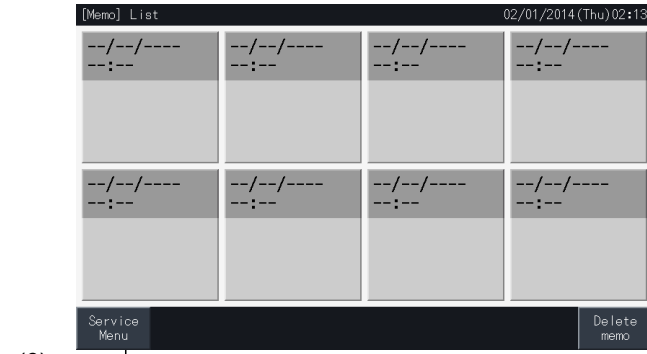 [Memo] List 02/01/2014(Thu)02:13
--/--/---- --/--/---- --/--/---- --/--/----
--:-- --:-- --:-- --:--
--/--/---- --/--/---- --/--/---- --/--/----
--:-- --:-- --:-- --:--
Service
Menu
Delete
memo